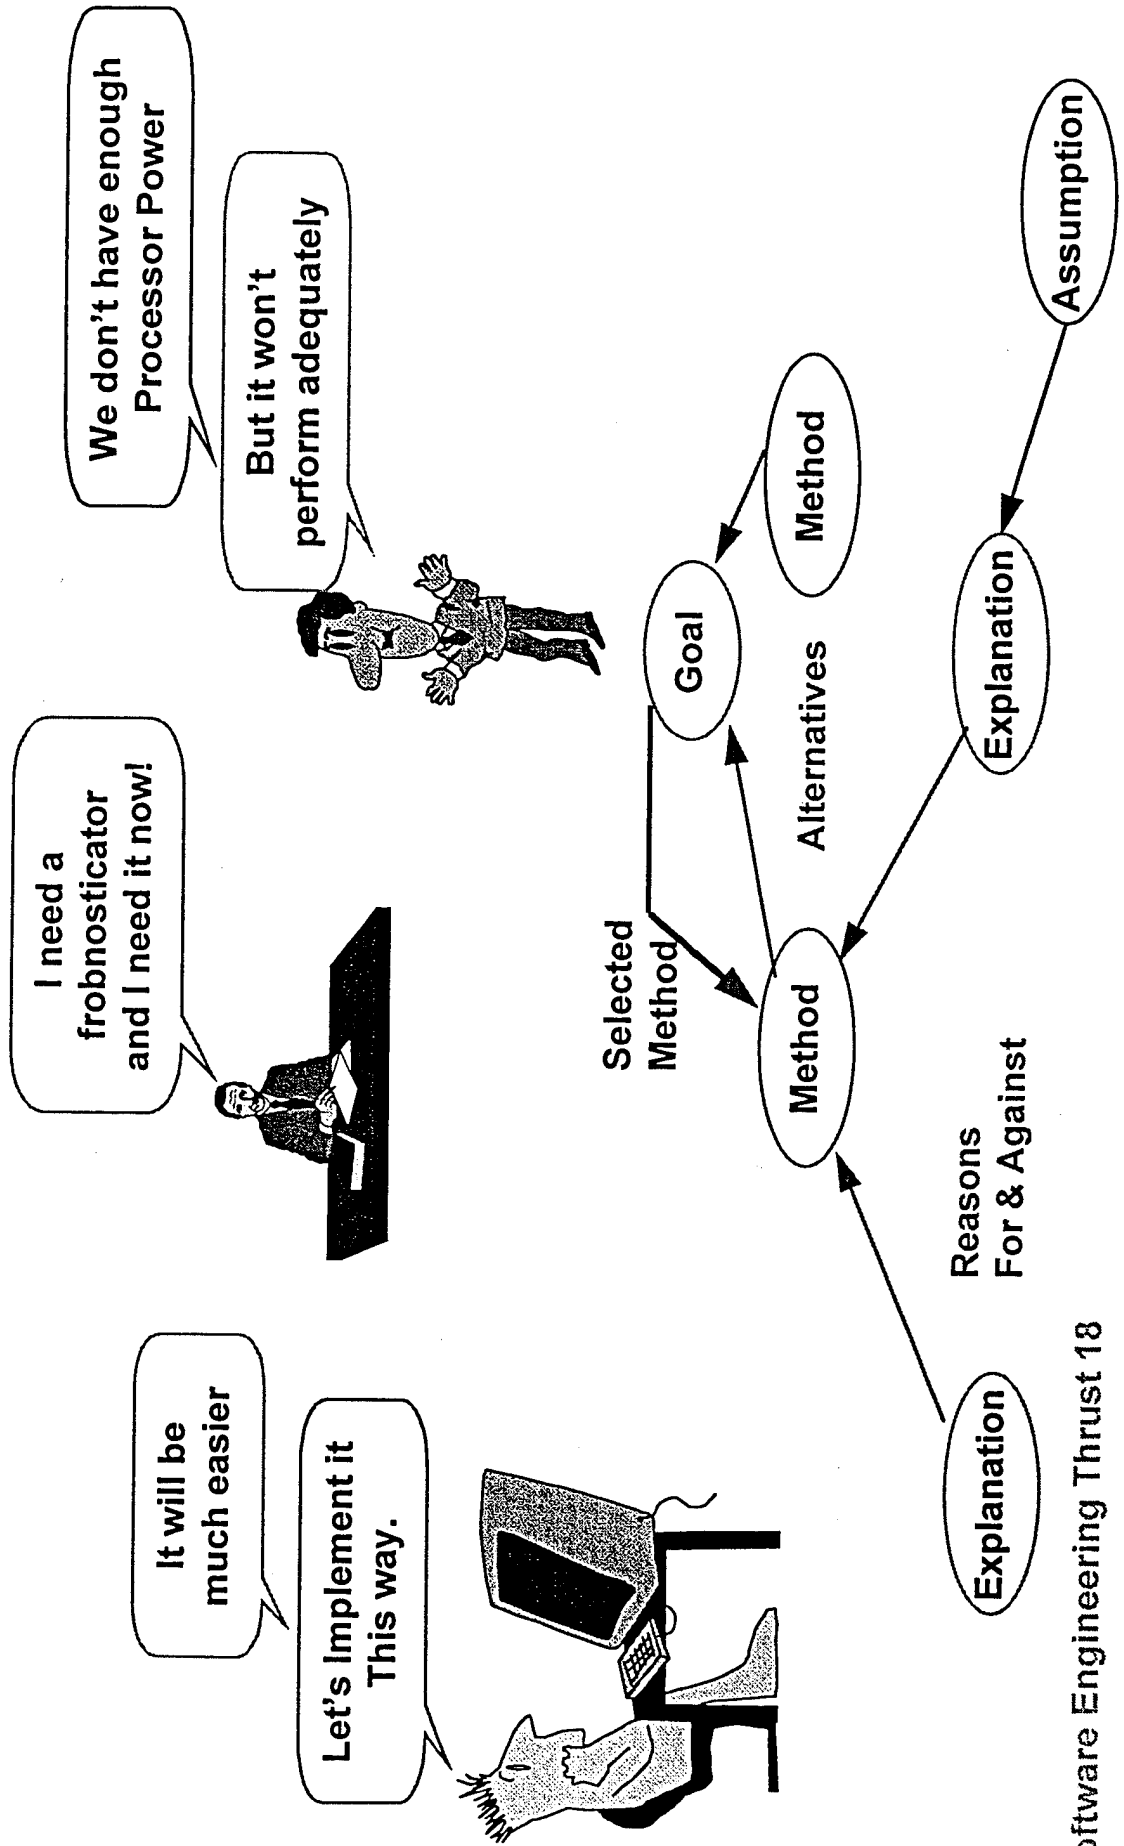 It will be
much easier
Let's Implement it
This way.
I need a
frobnosticator
and I need it now!
We don't have enough
Processor Power
But it won't
perform adequately
Selected
Method
Goal
Method
Alternatives
Method
Reasons
For & Against
Explanation
Explanation
Assumption
oftware Engineering Thrust 18